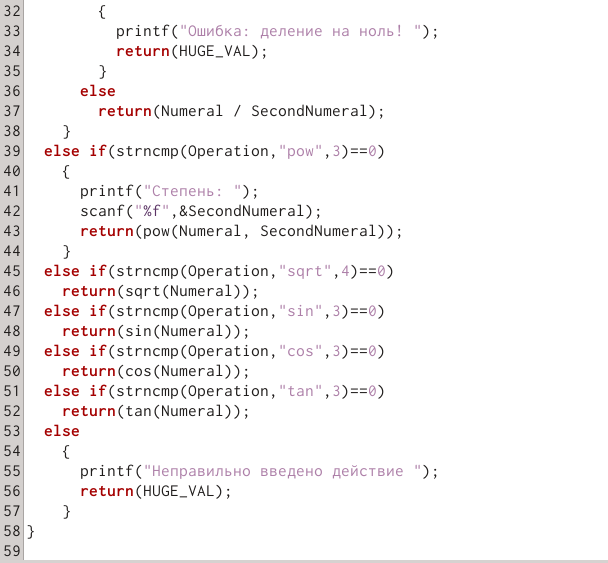 32 {
33 printf("Ошибка: деление на ноль! ");
34 return(HUGE_VAL);
35 }
36 else
37 return(Numeral / SecondNumeral);
38 }
39 else if(strncmp(Operation,"pow",3)==0)
40 {
41 printf("Степень: ");
42 scanf("%f",&SecondNumeral);
43 return(pow(Numeral, SecondNumeral));
44 }
45 else if(strncmp(Operation,"sqrt",4)==0)
46 return(sqrt(Numeral));
47 else if(strncmp(Operation,"sin",3)==0)
48 return(sin(Numeral));
49 else if(strncmp(Operation,"cos",3)==0)
50 return(cos(Numeral));
51 else if(strncmp(Operation,"tan",3)==0)
52 return(tan(Numeral));
53 else
54 {
55 printf("Неправильно введено действие ");
56 return(HUGE_VAL);
57 }
58 }
59